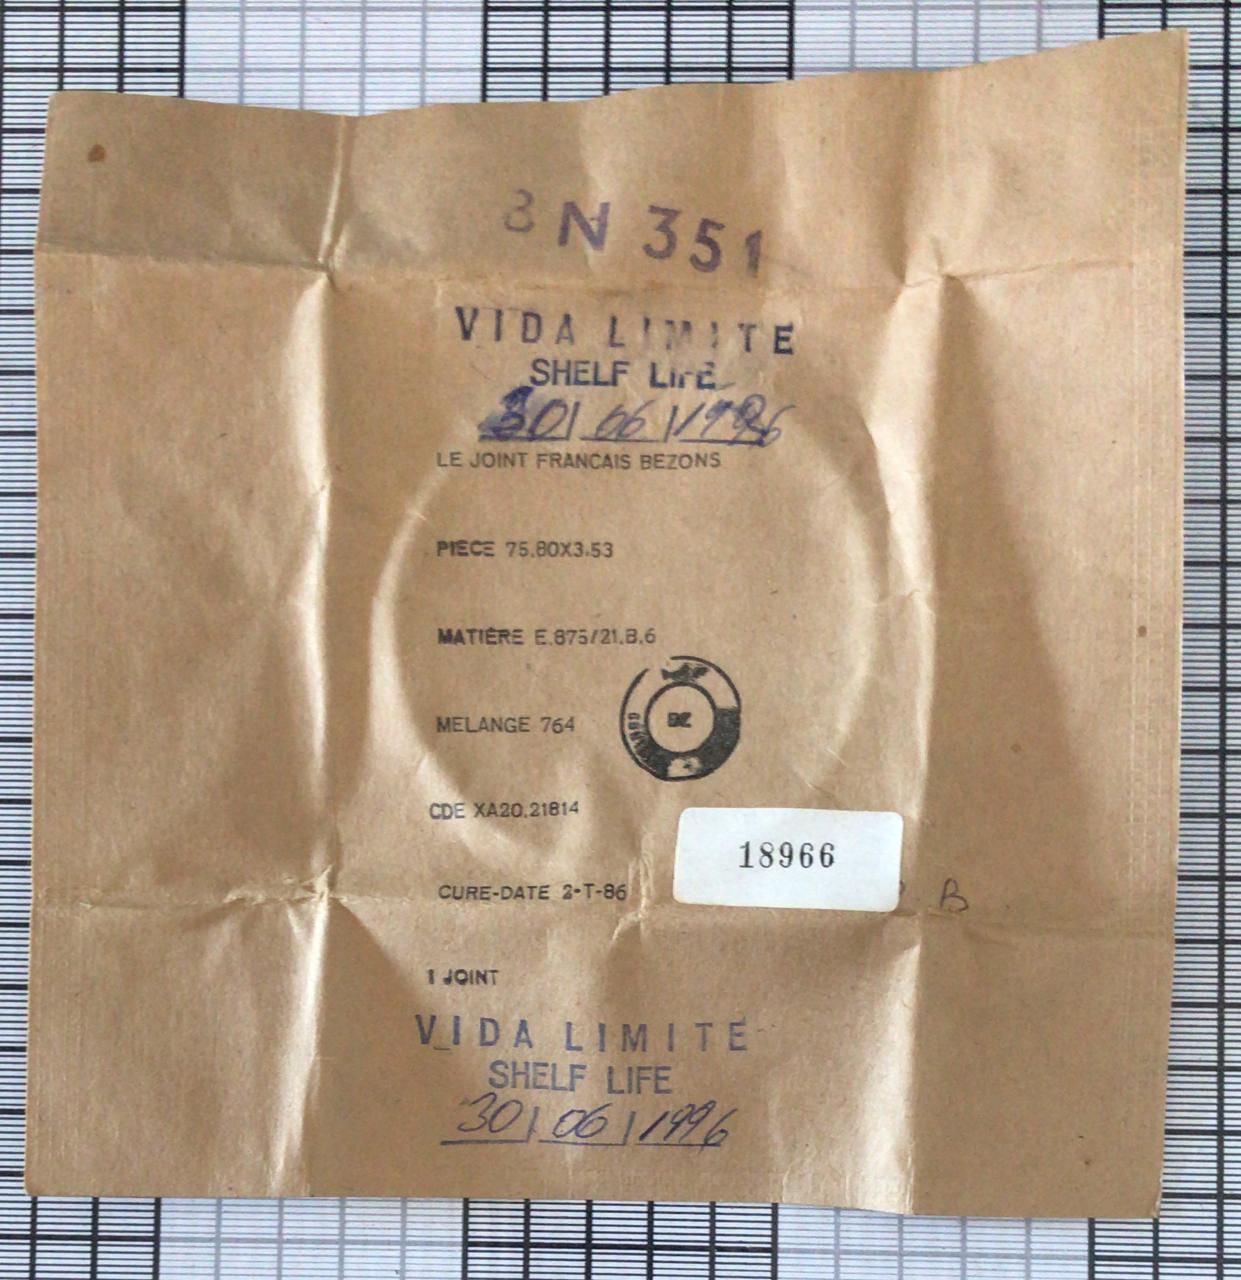 BN 351
VIDA LIMITE
SHELF LIFE
30/06/1996
LE JOINT FRANCAIS BEZONS
PIECE 75.80X3.53
MATIÈRE E.875/21.B.6
MELANGE 764
CDE XA20.21814
18966
CURE-DATE 2-T-86
B
1 JOINT
VIDA LIMITE
SHELF LIFE
30/06/1996